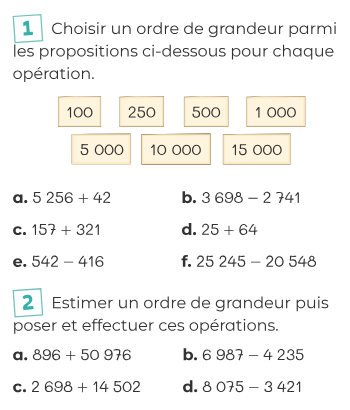 1 Choisir un ordre de grandeur parmi
les propositions ci-dessous pour chaque
opération.
100 250 500 1 000
5 000 10 000 15 000
a. 5 256 + 42 b. 3 698 – 2 741
c. 157 + 321 d. 25 + 64
e. 542 – 416 f. 25 245 – 20 548
2 Estimer un ordre de grandeur puis
poser et effectuer ces opérations.
a. 896 + 50 976 b. 6 987 – 4 235
c. 2 698 + 14 502 d. 8 075 – 3 421